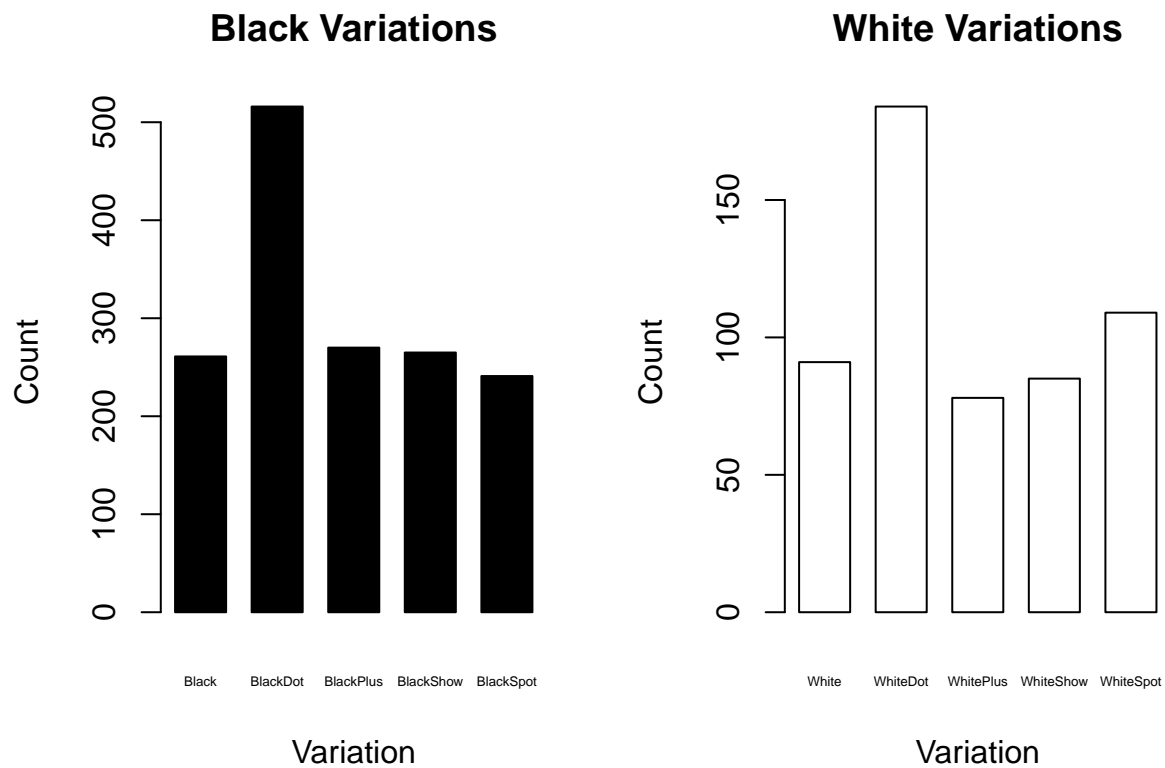 Black Variations
Count
0
100
200
300
400
500
Black BlackDot BlackPlus BlackShow BlackSpot
Variation
White Variations
Count
0
50
100
150
White WhiteDot WhitePlus WhiteShow WhiteSpot
Variation